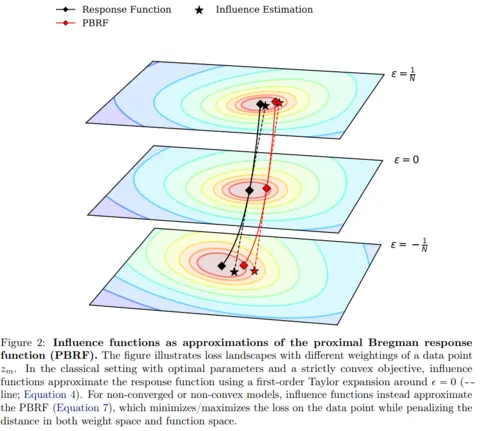 Response Function
Influence Estimation
PBRF
ε = 1/N
ε = 0
ε = − 1/N
Figure 2: Influence functions as approximations of the proximal Bregman response
function (PBRF). The figure illustrates loss landscapes with different weightings of a data point
zₘ. In the classical setting with optimal parameters and a strictly convex objective, influence
functions approximate the response function using a first-order Taylor expansion around ϵ = 0 (--
line; Equation 4). For non-converged or non-convex models, influence functions instead approximate
the PBRF (Equation 7), which minimizes/maximizes the loss on the data point while penalizing the
distance in both weight space and function space.